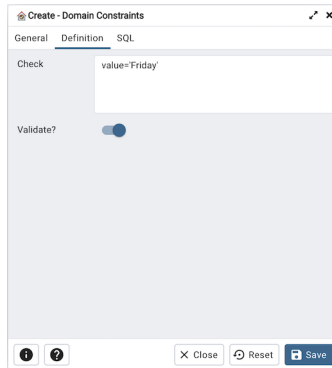 Create - Domain Constraints
General Definition SQL
Check
value='Friday'
Validate?
Close Reset Save